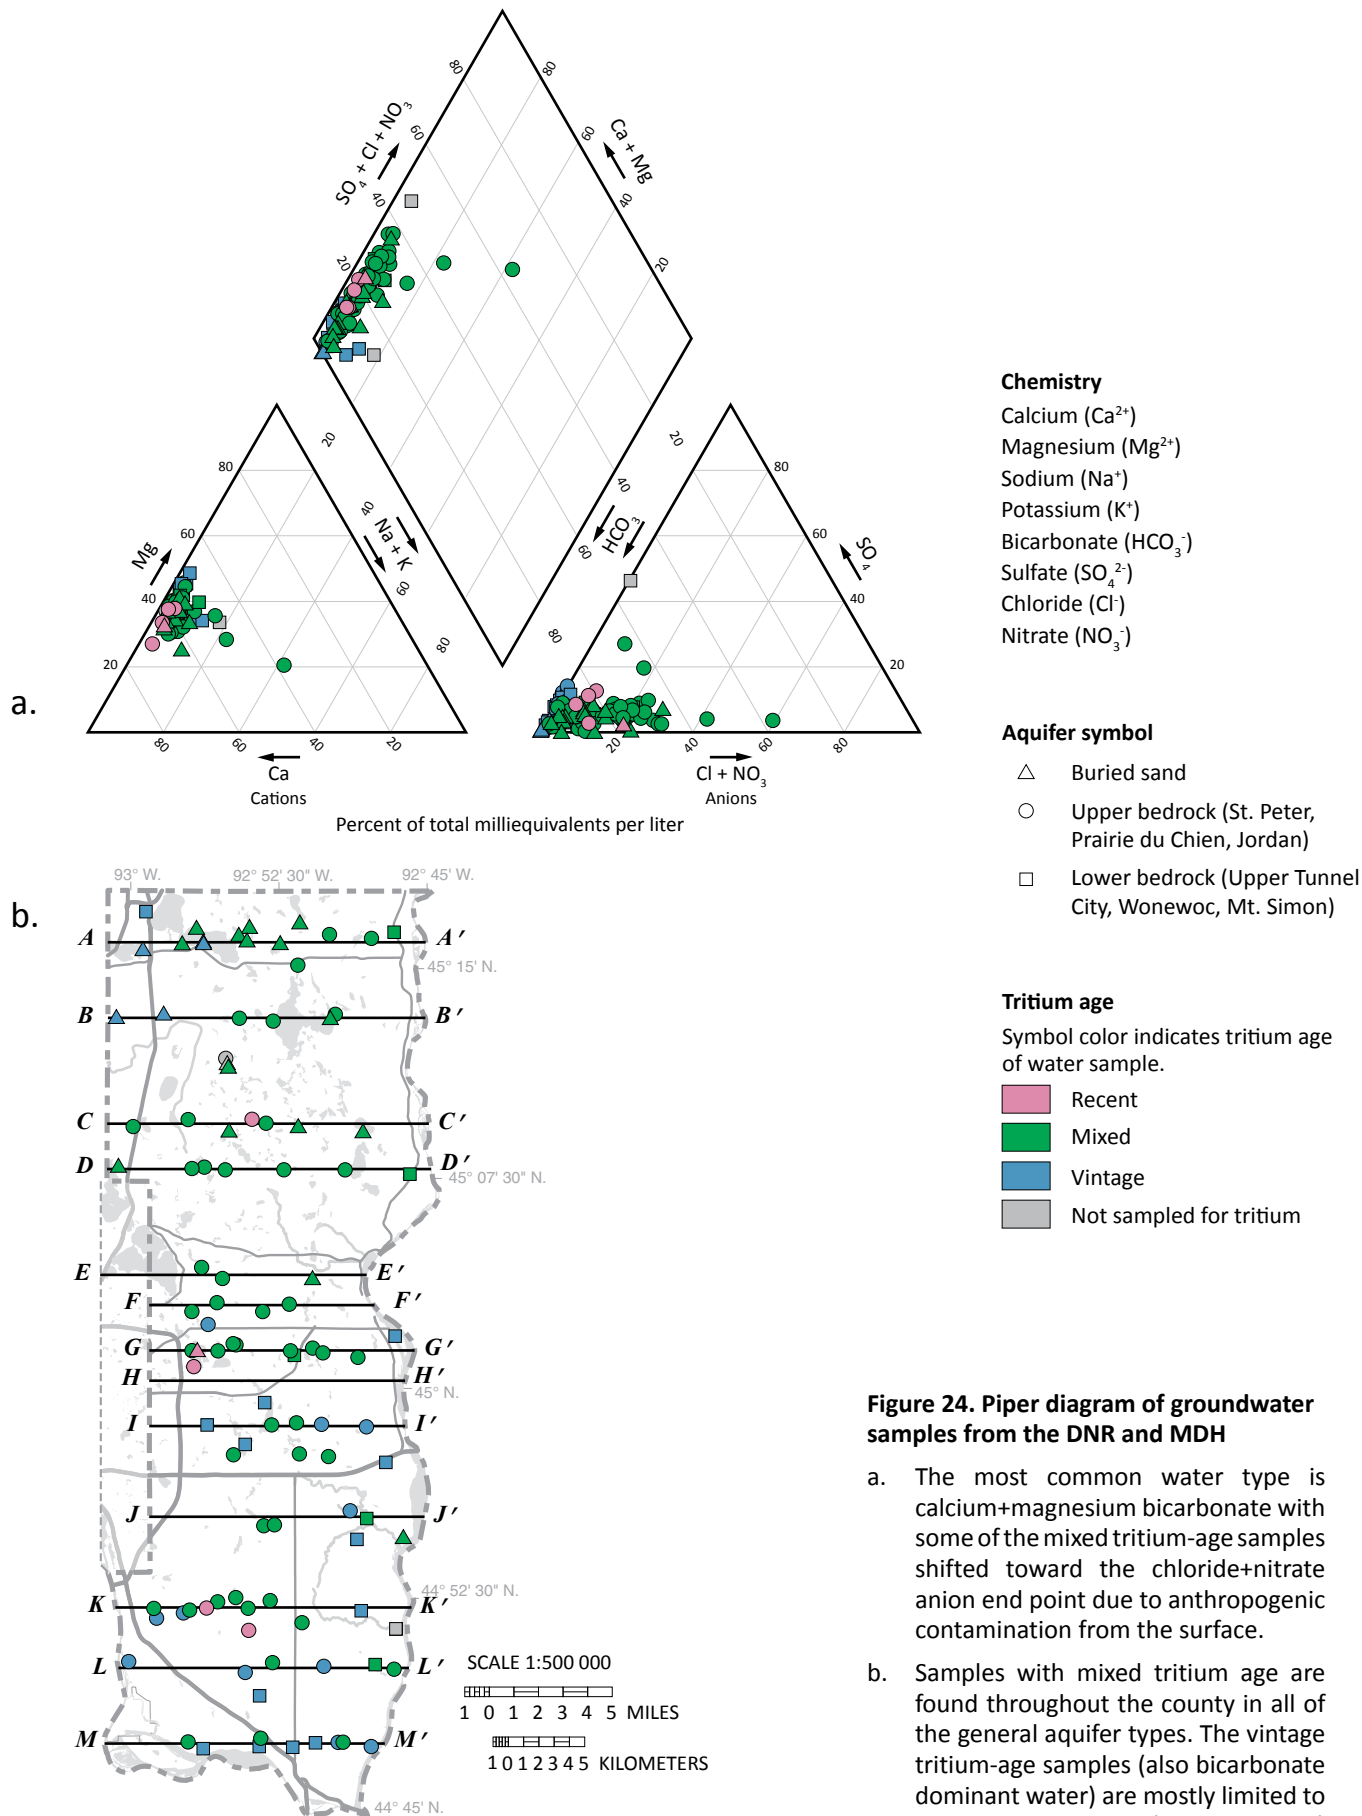 a.
80
80
60
60
40
40
20
20
SO₄ + Cl + NO₃
Ca + Mg
20
20
40
40
60
60
80
80
Na + K
HCO₃
Mg
SO₄
80
60
40
20
80
60
40
20
80
60
40
20
20
40
60
80
Ca
Cations
Cl + NO₃
Anions
Percent of total milliequivalents per liter
Chemistry
Calcium (Ca²⁺)
Magnesium (Mg²⁺)
Sodium (Na⁺)
Potassium (K⁺)
Bicarbonate (HCO₃⁻)
Sulfate (SO₄²⁻)
Chloride (Cl⁻)
Nitrate (NO₃⁻)
Aquifer symbol
Buried sand
Upper bedrock (St. Peter,
Prairie du Chien, Jordan)
Lower bedrock (Upper Tunnel
City, Wonewoc, Mt. Simon)
Tritium age
Symbol color indicates tritium age
of water sample.
Recent
Mixed
Vintage
Not sampled for tritium
b.
93° W. 92° 52' 30" W. 92° 45' W.
A A′
45° 15' N.
B B′
C C′
D D′
45° 07' 30" N.
E E′
F F′
G G′
H H′
45° N.
I I′
J J′
44° 52' 30" N.
K K′
L L′
M M′
44° 45' N.
SCALE 1:500 000
1 0 1 2 3 4 5 MILES
1 0 1 2 3 4 5 KILOMETERS
Figure 24. Piper diagram of groundwater
samples from the DNR and MDH
a. The most common water type is
calcium+magnesium bicarbonate with
some of the mixed tritium-age samples
shifted toward the chloride+nitrate
anion end point due to anthropogenic
contamination from the surface.
b. Samples with mixed tritium age are
found throughout the county in all of
the general aquifer types. The vintage
tritium-age samples (also bicarbonate
dominant water) are mostly limited to